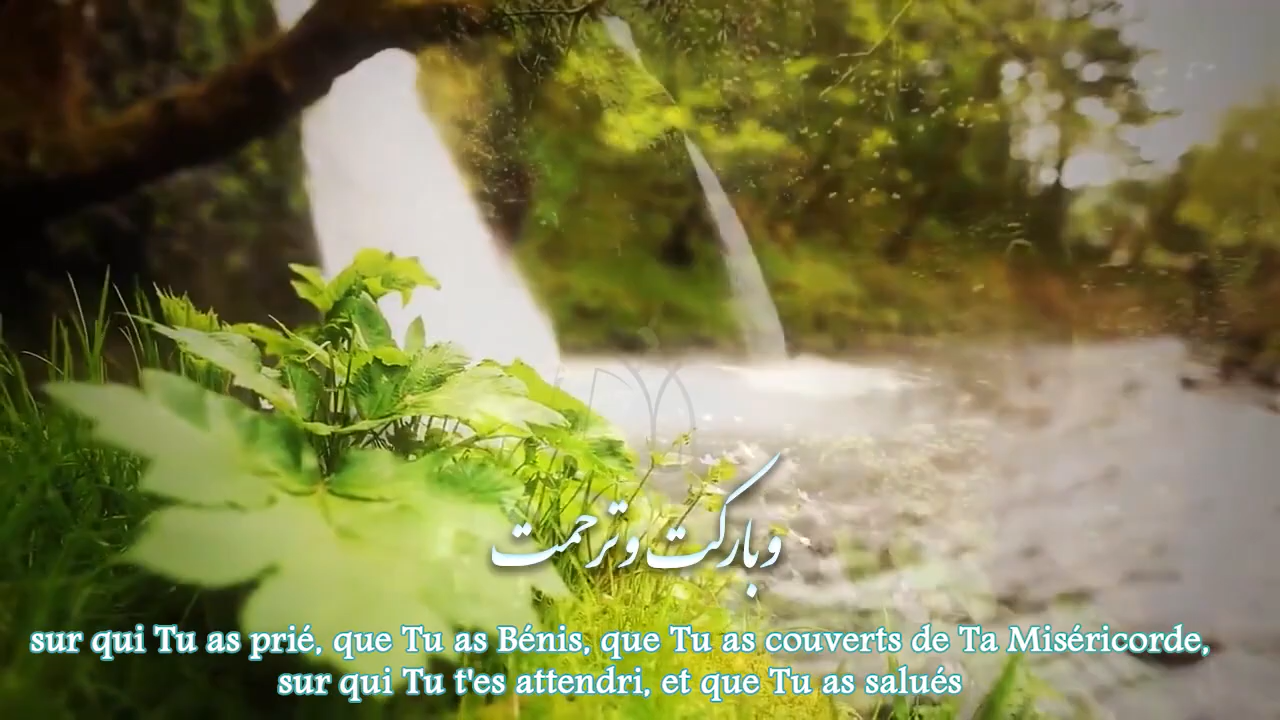 وبارکت وترحمت
sur qui Tu as prié, que Tu as Bénis, que Tu as couverts de Ta Miséricorde,
sur qui Tu t'es attendri, et que Tu as salués